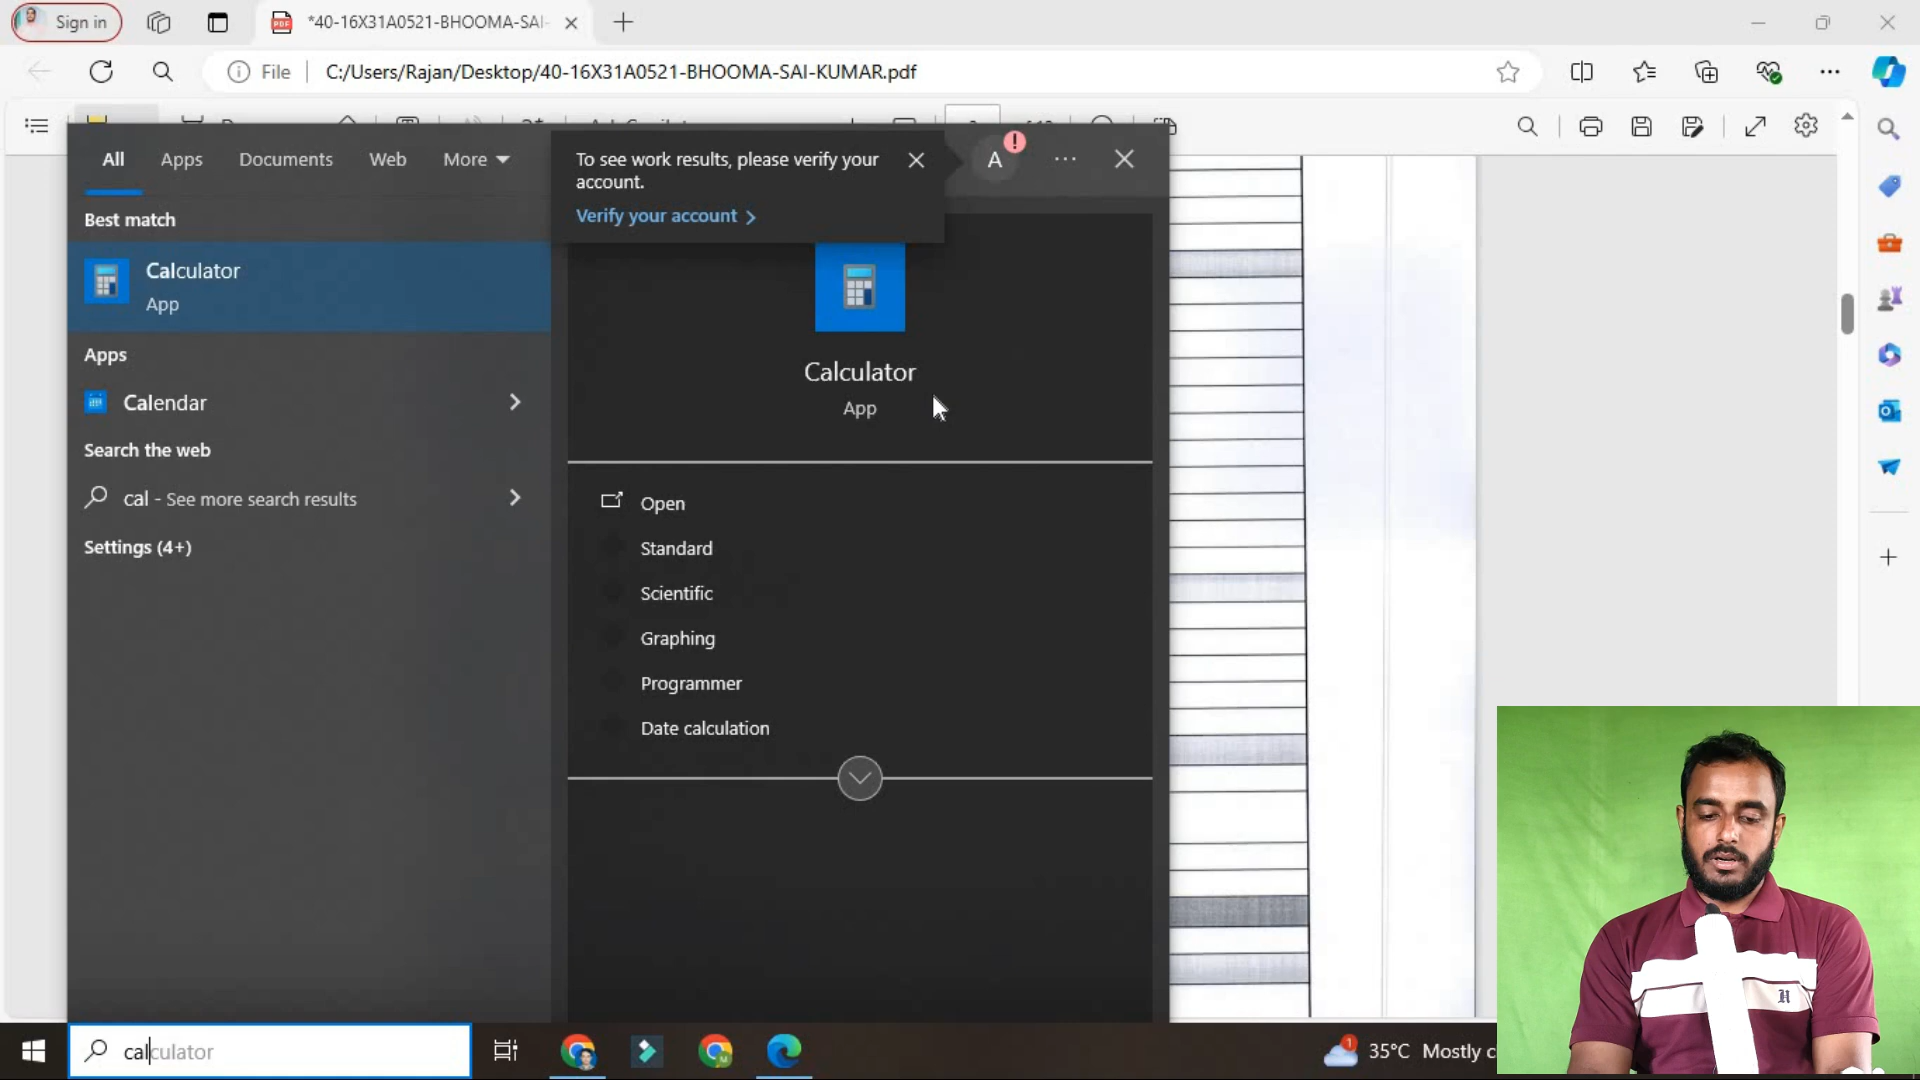 Sign in
*40-16X31A0521-BHOOMA-SAI-
File
C:/Users/Rajan/Desktop/40-16X31A0521-BHOOMA-SAI-KUMAR.pdf
All
Apps
Documents
Web
More
To see work results, please verify your
account.
Verify your account
A
Best match
Calculator
App
Apps
Calendar
Search the web
cal - See more search results
Settings (4+)
Calculator
App
Open
Standard
Scientific
Graphing
Programmer
Date calculation
calculator
1
35°C Mostly c